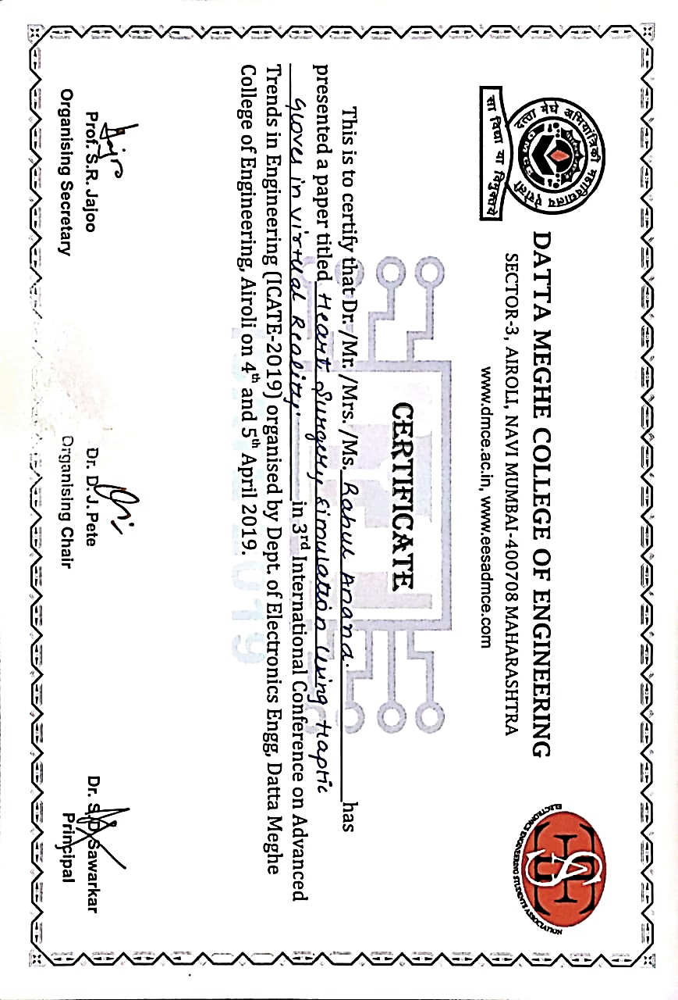 दत्ता मेघे अभियांत्रिकी महाविद्यालय ऐरोली
सा विद्या या विमुक्तये
DATTA MEGHE COLLEGE OF ENGINEERING
SECTOR-3, AIROLI, NAVI MUMBAI-400708 MAHARASHTRA
www.dmce.ac.in, www.eesadmce.com
ELECTRONICS ENGINEERING STUDENTS ASSOCIATION
CERTIFICATE
This is to certify that Dr. /Mr. /Mrs. /Ms. Rahul Anand. has
presented a paper titled Heart Surgery Simulation Using Haptic
Gloves in Virtual Reality. in 3rd International Conference on Advanced
Trends in Engineering (ICATE-2019) organised by Dept. of Electronics Engg, Datta Meghe
College of Engineering, Airoli on 4th and 5th April 2019.
Prof. S.R. Jajoo
Organising Secretary
Dr. D. J. Pete
Organising Chair
Dr. S.D. Sawarkar
Principal